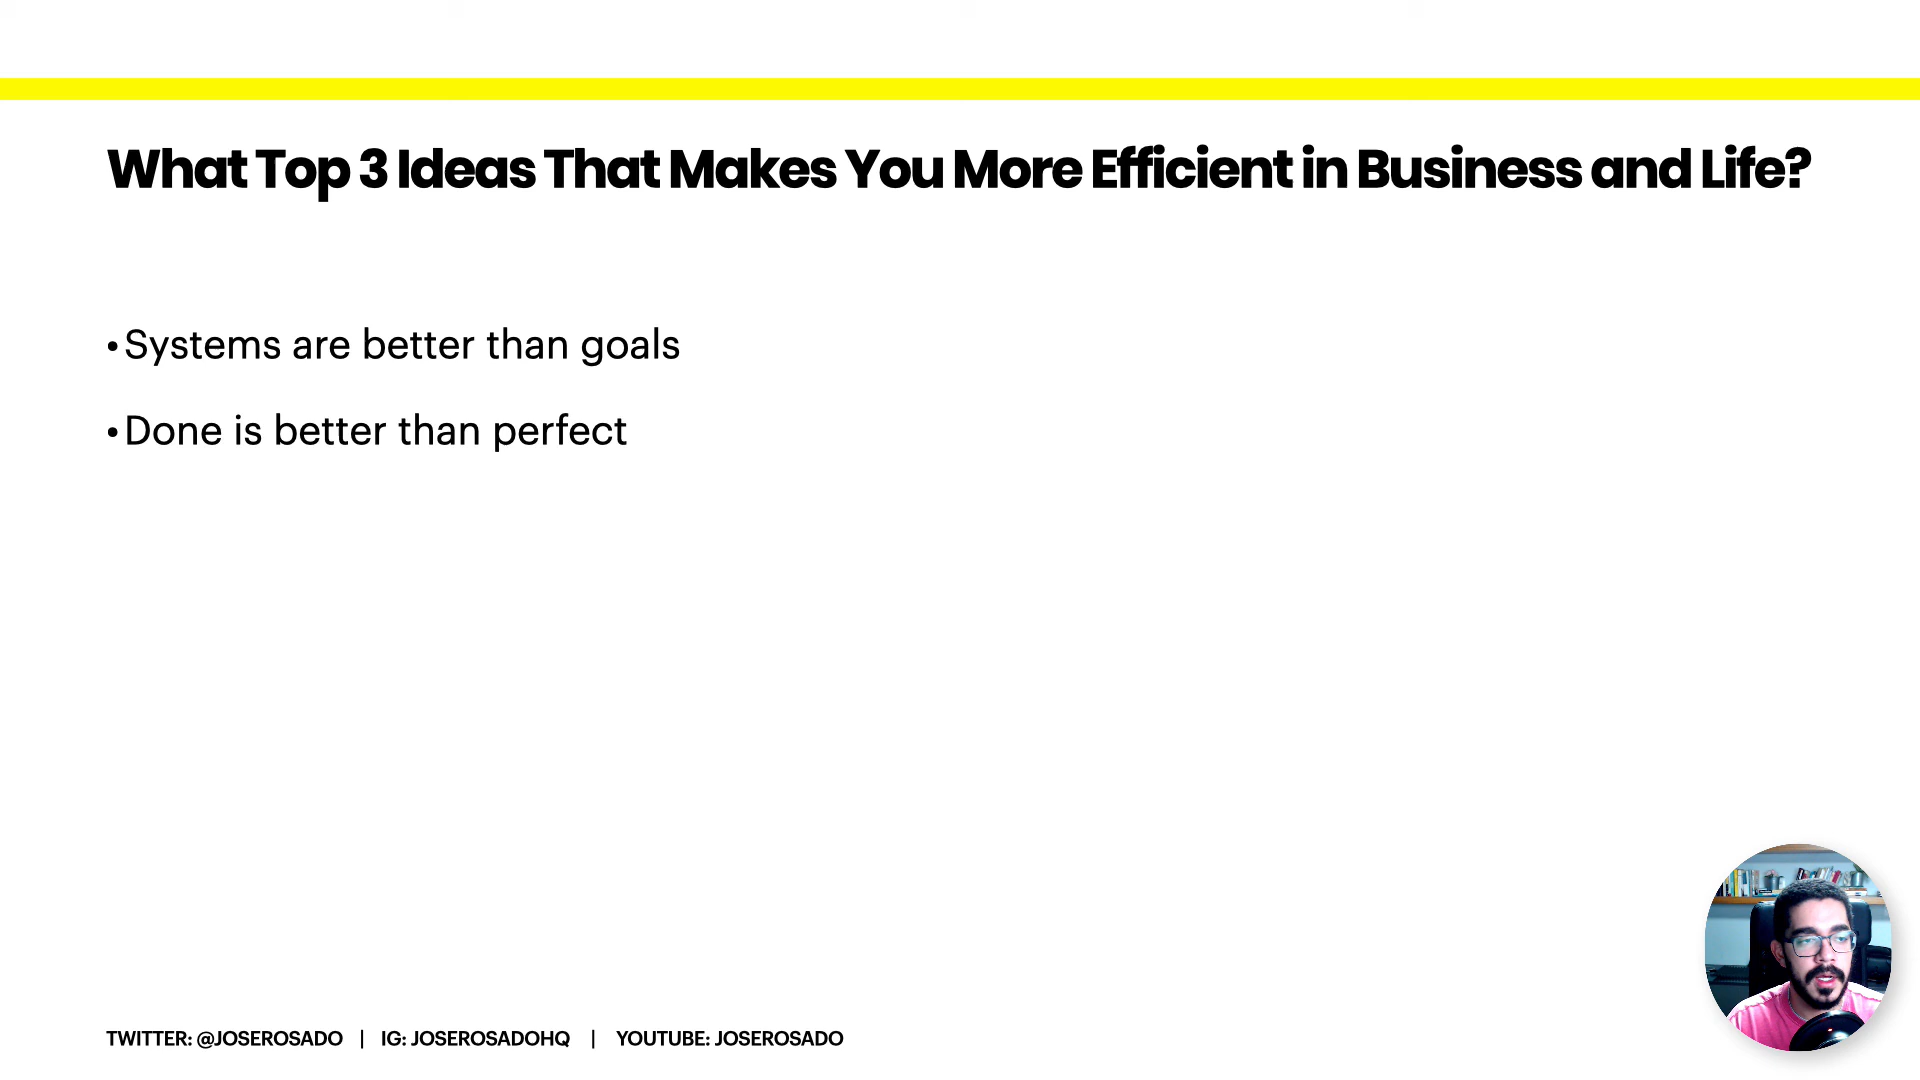 What Top 3 Ideas That Makes You More Efficient in Business and Life?
• Systems are better than goals
• Done is better than perfect
TWITTER: @JOSEROSADO | IG: JOSEROSADOHQ | YOUTUBE: JOSEROSADO